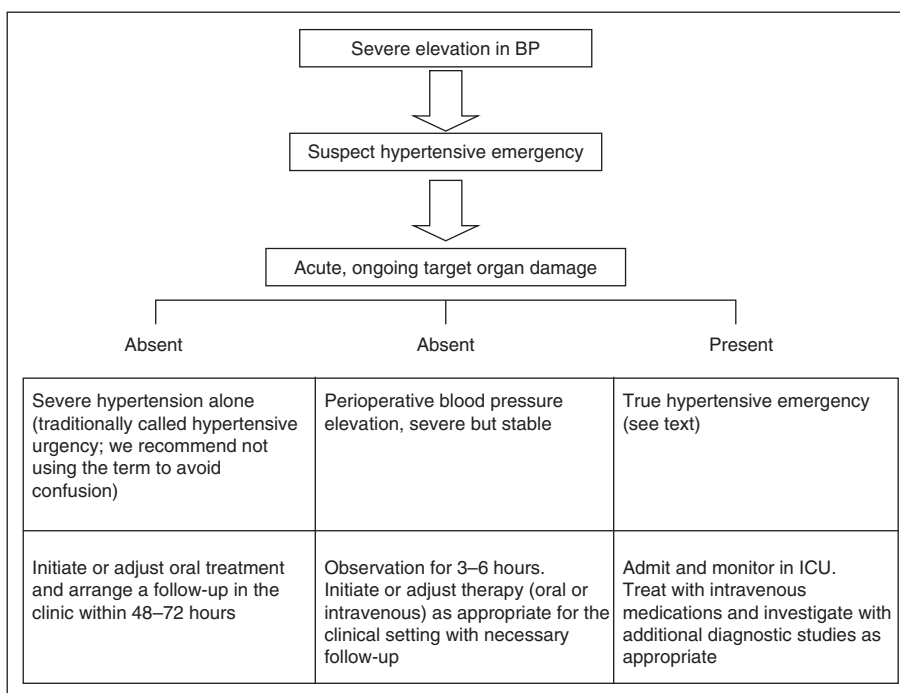 Severe elevation in BP
Suspect hypertensive emergency
Acute, ongoing target organ damage
Absent
Absent
Present
Severe hypertension alone
(traditionally called hypertensive
urgency; we recommend not
using the term to avoid
confusion)
Perioperative blood pressure
elevation, severe but stable
True hypertensive emergency
(see text)
Initiate or adjust oral treatment
and arrange a follow-up in the
clinic within 48–72 hours
Observation for 3–6 hours.
Initiate or adjust therapy (oral or
intravenous) as appropriate for the
clinical setting with necessary
follow-up
Admit and monitor in ICU.
Treat with intravenous
medications and investigate with
additional diagnostic studies as
appropriate